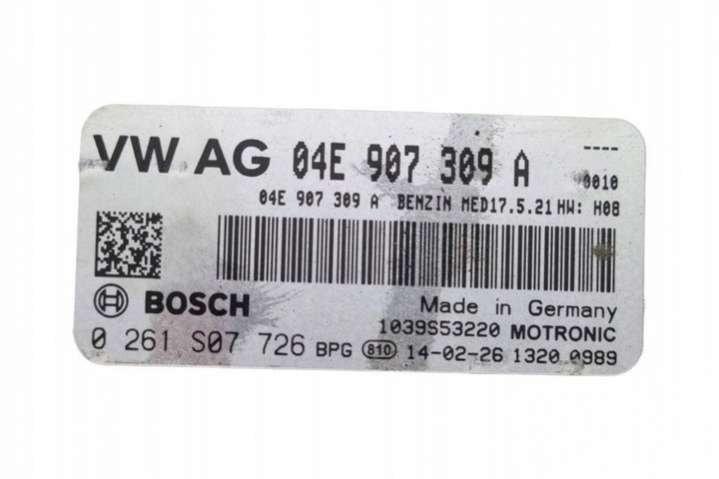 VW AG 04E 907 309 A ----
0010
04E 907 309 A BENZIN MED17.5.21 HW: H08
BOSCH
Made in Germany
1039S53220 MOTRONIC
0 261 S07 726 BPG 810 14-02-26 1320 0989